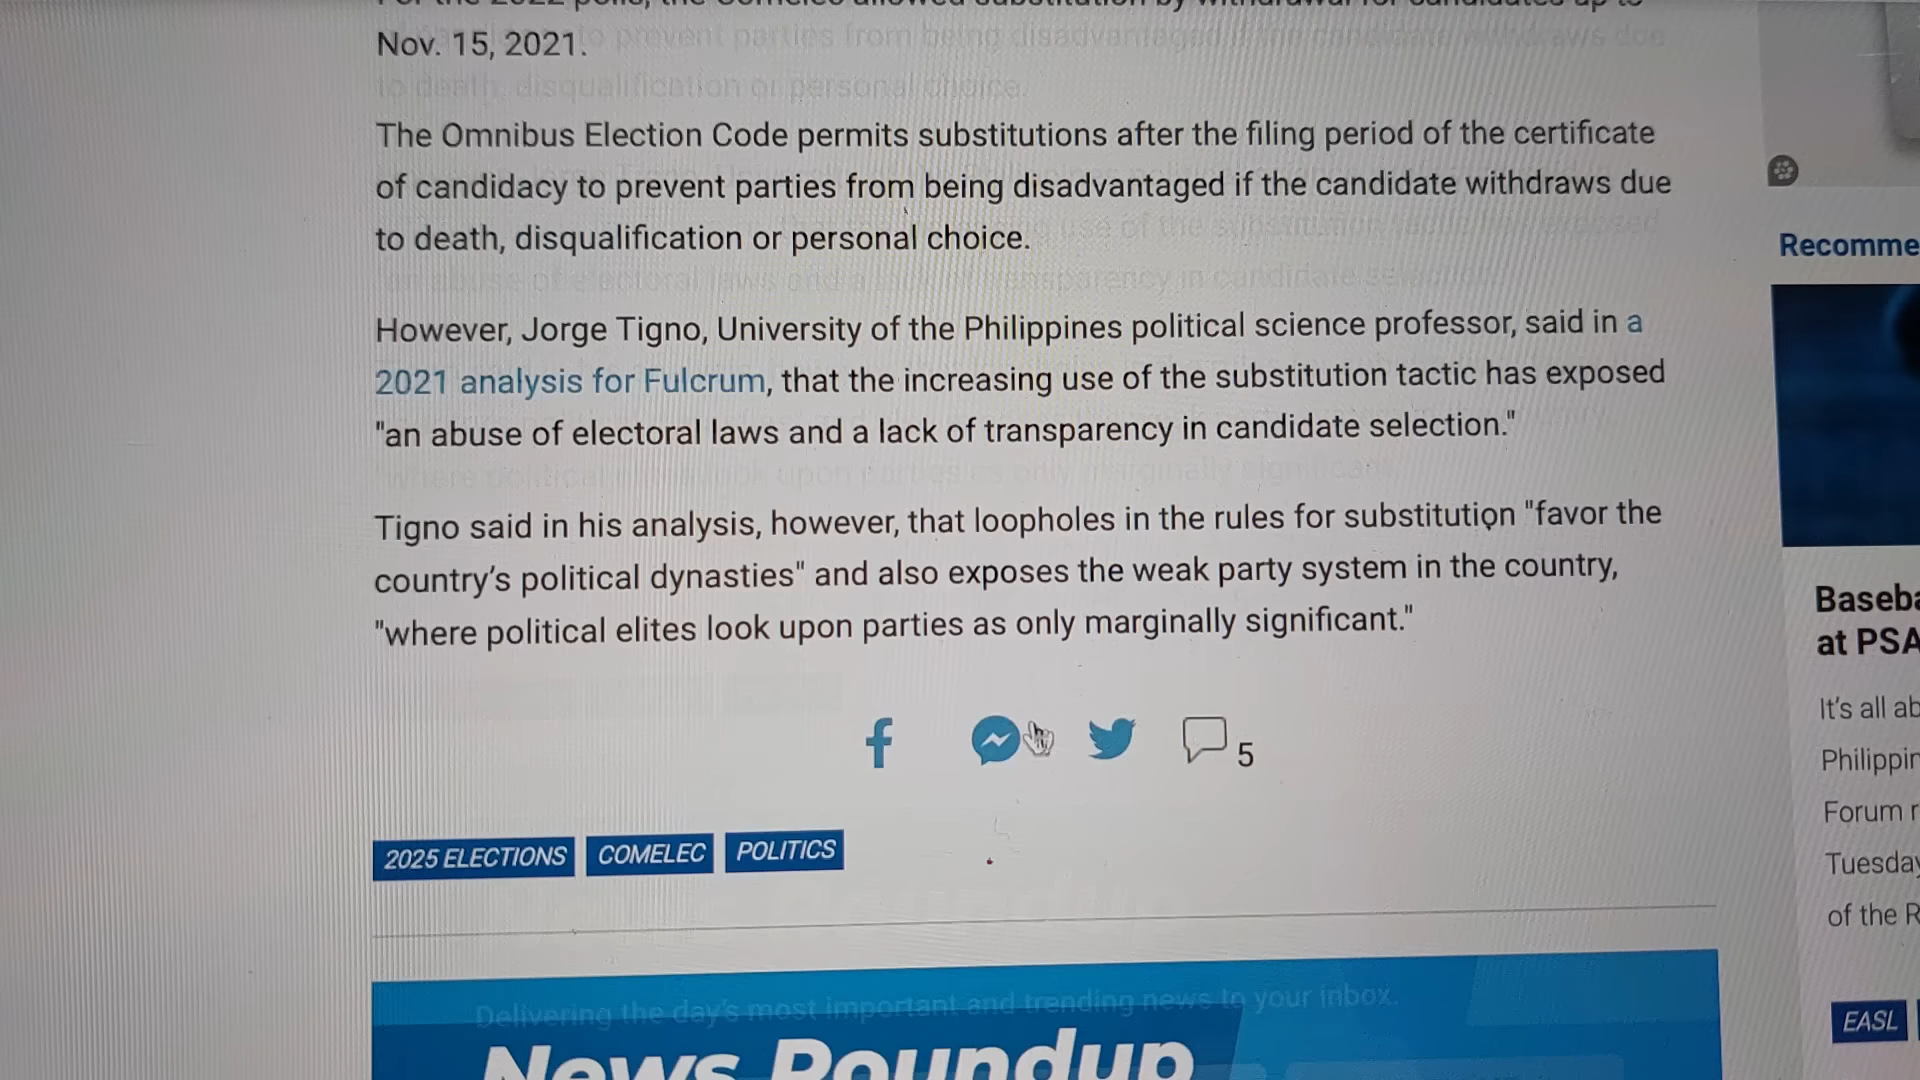 Nov. 15, 2021.
The Omnibus Election Code permits substitutions after the filing period of the certificate
of candidacy to prevent parties from being disadvantaged if the candidate withdraws due
to death, disqualification or personal choice.
However, Jorge Tigno, University of the Philippines political science professor, said in a
2021 analysis for Fulcrum, that the increasing use of the substitution tactic has exposed
"an abuse of electoral laws and a lack of transparency in candidate selection."
Tigno said in his analysis, however, that loopholes in the rules for substitution "favor the
country's political dynasties" and also exposes the weak party system in the country,
"where political elites look upon parties as only marginally significant."
5
2025 ELECTIONS COMELEC POLITICS
Delivering the day's most important and trending news to your inbox.
News Roundup
Recomme
Baseba
at PSA
It's all ab
Philippin
Forum r
Tuesday
of the R
EASL